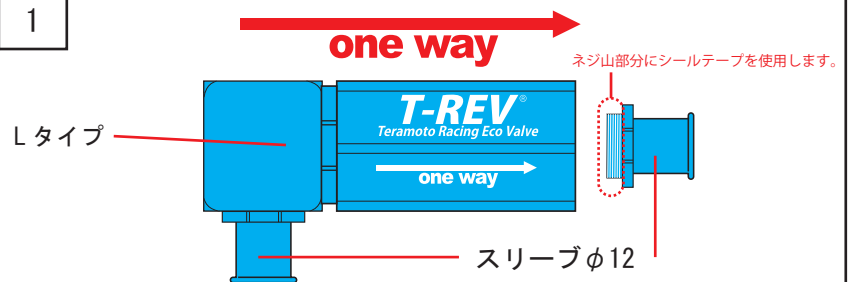 1
one way
ネジ山部分にシールテープを使用します。
T-REV®
Teramoto Racing Eco Valve
Lタイプ
one way
スリーブφ12